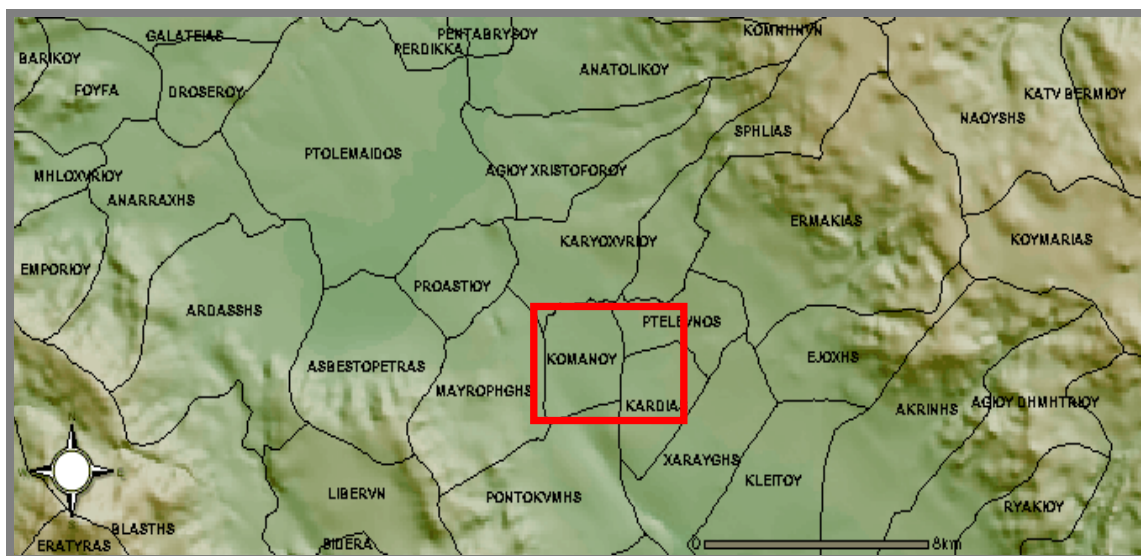 GALATEIAS
PENTABRYSOY
KOMNHNVN
PERDIKKA
BARIKOY
ANATOLIKOY
FOYFA
DROSEROY
KATV BERMIOY
NAOYSHS
SPHLIAS
PTOLEMAIDOS
AGIOY XRISTOFOROY
MHLOXVRIOY
ANARRAXHS
ERMAKIAS
KARYOXVRIOY
KOYMARIAS
EMPORIOY
PROASTIOY
ARDASSHS
PTELEVNOS
KOMANOY
EJOXHS
ASBESTOPETRAS
MAYROPHGHS
KARDIA
AGIOY DHMHTRIOY
AKRINHS
N
XARAYGHS
W E
KLEITOY
LIBERVN
PONTOKVMHS
RYAKIOY
BLASTHS
ERATYRAS
BIDERA
0 8km